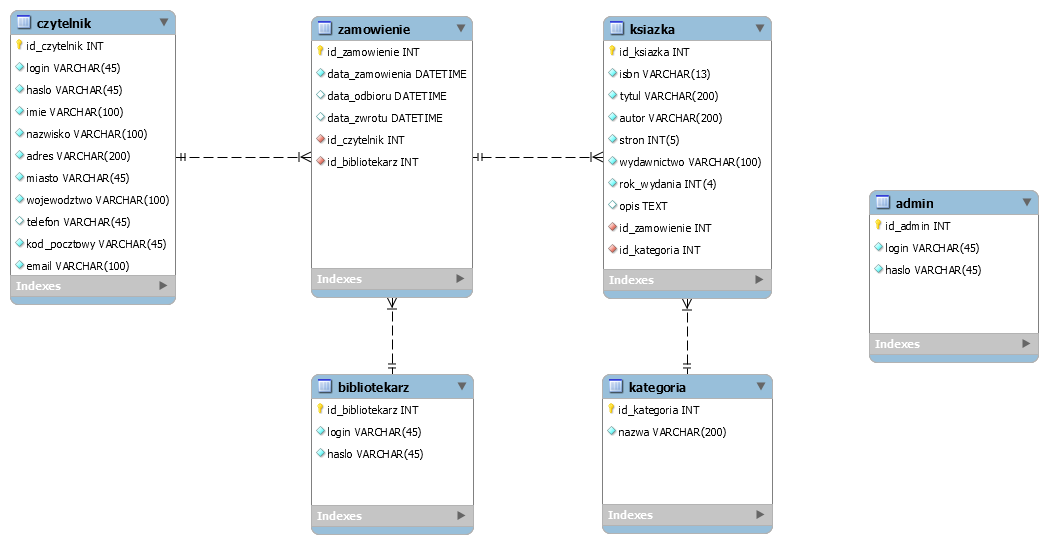 czytelnik
id_czytelnik INT
login VARCHAR(45)
haslo VARCHAR(45)
imie VARCHAR(100)
nazwisko VARCHAR(100)
adres VARCHAR(200)
miasto VARCHAR(45)
wojewodztwo VARCHAR(100)
telefon VARCHAR(45)
kod_pocztowy VARCHAR(45)
email VARCHAR(100)
Indexes
zamowienie
id_zamowienie INT
data_zamowienia DATETIME
data_odbioru DATETIME
data_zwrotu DATETIME
id_czytelnik INT
id_bibliotekarz INT
Indexes
ksiazka
id_ksiazka INT
isbn VARCHAR(13)
tytul VARCHAR(200)
autor VARCHAR(200)
stron INT(5)
wydawnictwo VARCHAR(100)
rok_wydania INT(4)
opis TEXT
id_zamowienie INT
id_kategoria INT
Indexes
admin
id_admin INT
login VARCHAR(45)
haslo VARCHAR(45)
Indexes
bibliotekarz
id_bibliotekarz INT
login VARCHAR(45)
haslo VARCHAR(45)
Indexes
kategoria
id_kategoria INT
nazwa VARCHAR(200)
Indexes